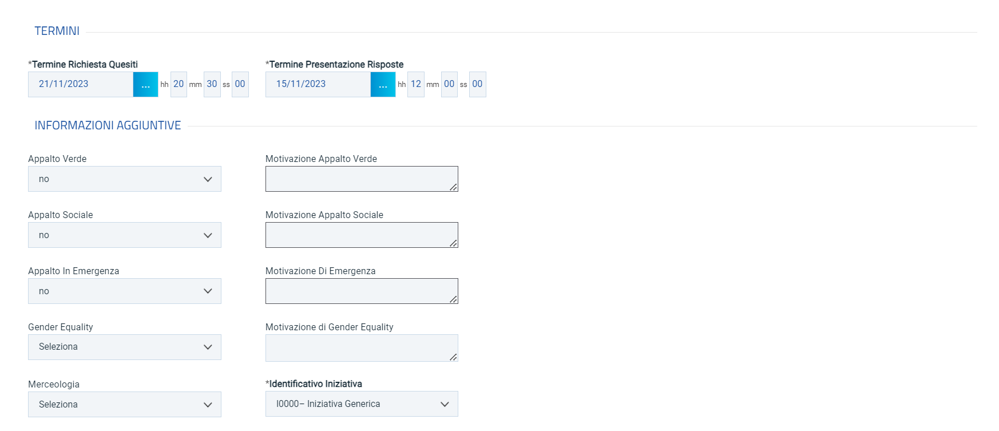 TERMINI
*Termine Richiesta Quesiti *Termine Presentazione Risposte
21/11/2023 ... hh 20 mm 30 ss 00 15/11/2023 ... hh 12 mm 00 ss 00
INFORMAZIONI AGGIUNTIVE
Appalto Verde Motivazione Appalto Verde
no
Appalto Sociale Motivazione Appalto Sociale
no
Appalto In Emergenza Motivazione Di Emergenza
no
Gender Equality Motivazione di Gender Equality
Seleziona
Merceologia *Identificativo Iniziativa
Seleziona I0000– Iniziativa Generica